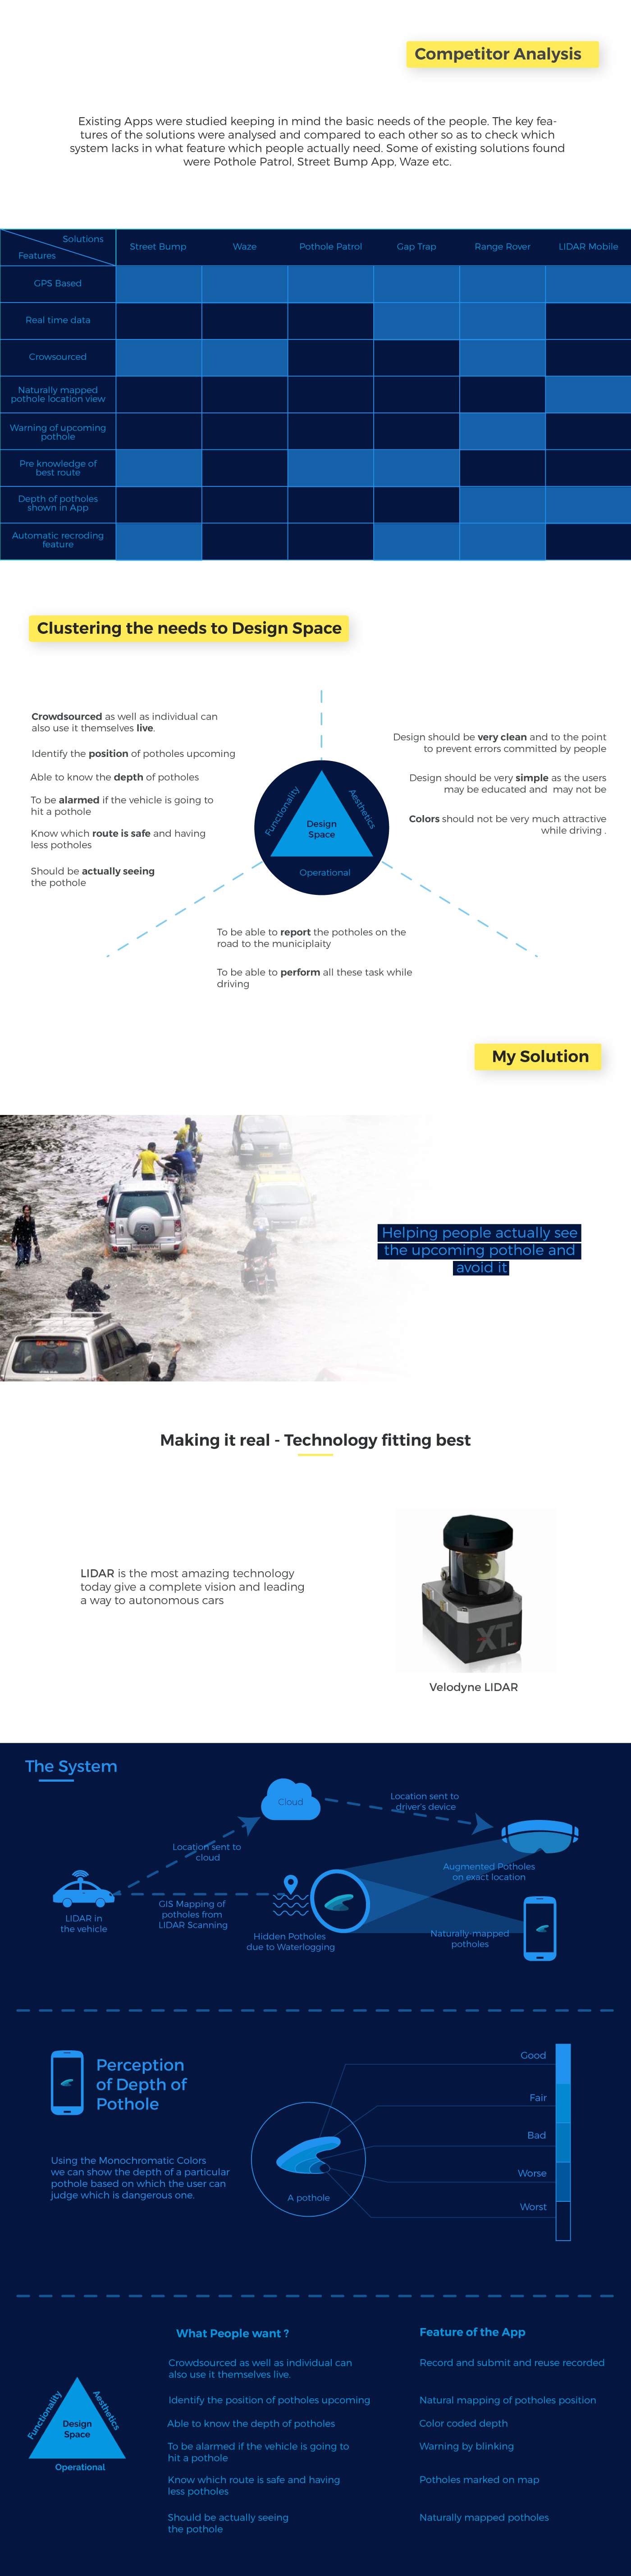 Competitor Analysis
Existing Apps were studied keeping in mind the basic needs of the people. The key fea-
tures of the solutions were analysed and compared to each other so as to check which
system lacks in what feature which people actually need. Some of existing solutions found
were Pothole Patrol, Street Bump App, Waze etc.
Solutions
Features
Street Bump
Waze
Pothole Patrol
Gap Trap
Range Rover
LIDAR Mobile
GPS Based
Real time data
Crowsourced
Naturally mapped
pothole location view
Warning of upcoming
pothole
Pre knowledge of
best route
Depth of potholes
shown in App
Automatic recroding
feature
Clustering the needs to Design Space
Crowdsourced as well as individual can
also use it themselves live.
Identify the position of potholes upcoming
Able to know the depth of potholes
To be alarmed if the vehicle is going to
hit a pothole
Know which route is safe and having
less potholes
Should be actually seeing
the pothole
Functionality
Aesthetics
Design
Space
Operational
Design should be very clean and to the point
to prevent errors committed by people
Design should be very simple as the users
may be educated and may not be
Colors should not be very much attractive
while driving .
To be able to report the potholes on the
road to the municiplaity
To be able to perform all these task while
driving
My Solution
Helping people actually see
the upcoming pothole and
avoid it
Making it real - Technology fitting best
LIDAR is the most amazing technology
today give a complete vision and leading
a way to autonomous cars
XT
Velodyne LIDAR
The System
Cloud
Location sent to
driver's device
Location sent to
cloud
Augmented Potholes
on exact location
LIDAR in
the vehicle
GIS Mapping of
potholes from
LIDAR Scanning
Hidden Potholes
due to Waterlogging
Naturally-mapped
potholes
Perception
of Depth of
Pothole
Using the Monochromatic Colors
we can show the depth of a particular
pothole based on which the user can
judge which is dangerous one.
A pothole
Good
Fair
Bad
Worse
Worst
What People want ?
Feature of the App
Functionality
Aesthetics
Design
Space
Operational
Crowdsourced as well as individual can
also use it themselves live.
Record and submit and reuse recorded
Identify the position of potholes upcoming
Natural mapping of potholes position
Able to know the depth of potholes
Color coded depth
To be alarmed if the vehicle is going to
hit a pothole
Warning by blinking
Know which route is safe and having
less potholes
Potholes marked on map
Should be actually seeing
the pothole
Naturally mapped potholes